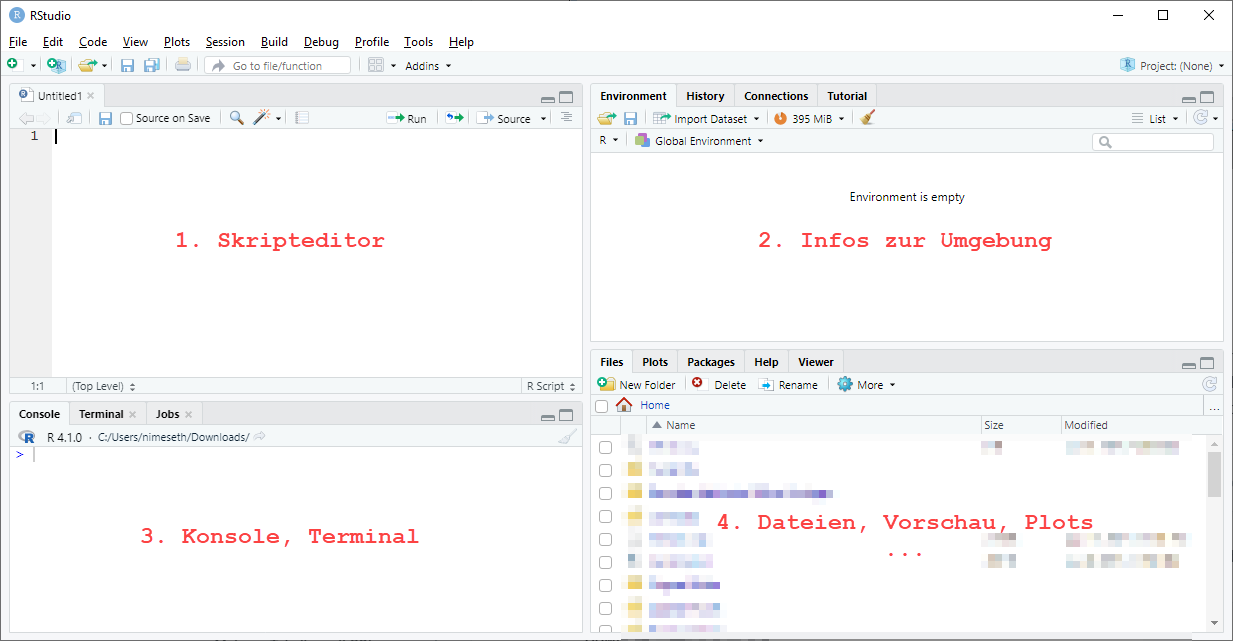 RStudio
File Edit Code View Plots Session Build Debug Profile Tools Help
Go to file/function Addins Project: (None)
Untitled1
Source on Save Run Source
1
1. Skripteditor
1:1 (Top Level) R Script
Console Terminal Jobs
R 4.1.0 · C:/Users/nimeseth/Downloads/
>
3. Konsole, Terminal
Environment History Connections Tutorial
Import Dataset 395 MiB List
R Global Environment
Environment is empty
2. Infos zur Umgebung
Files Plots Packages Help Viewer
New Folder Delete Rename More
Home ...
Name Size Modified
4. Dateien, Vorschau, Plots
...